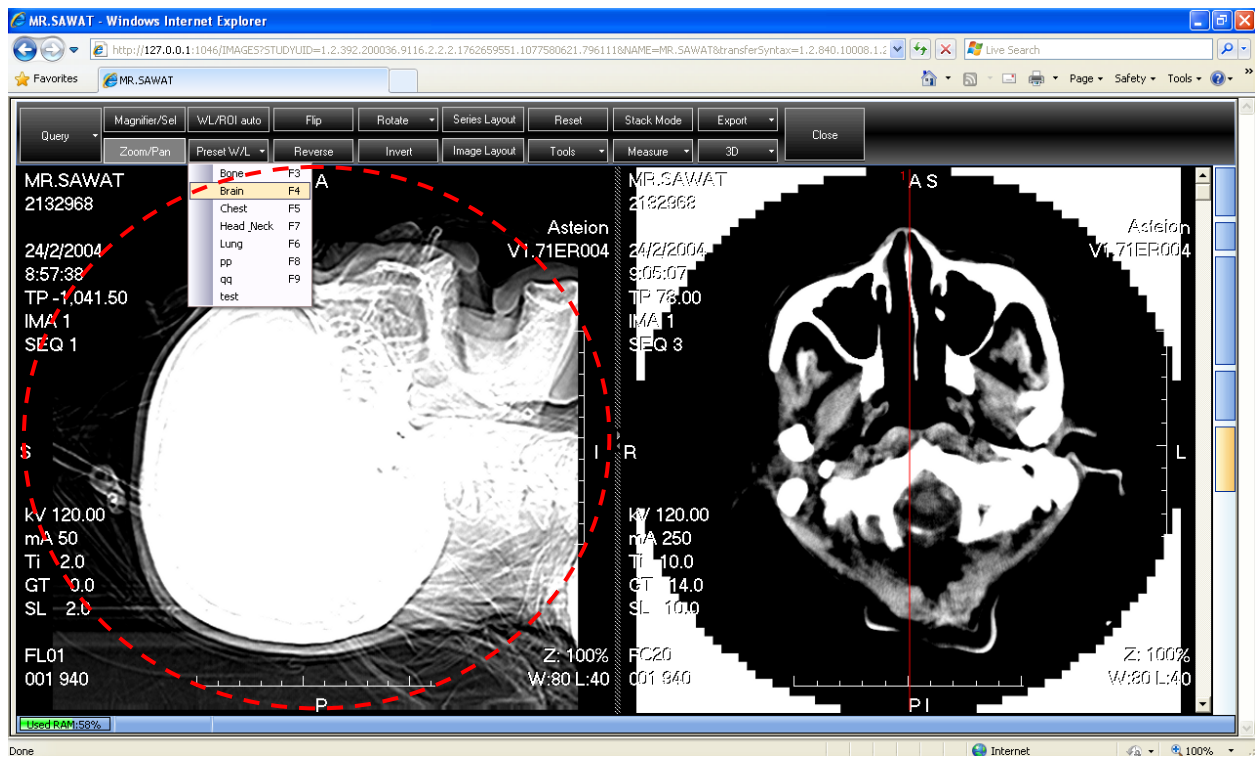 MR.SAWAT - Windows Internet Explorer
http://127.0.0.1:1046/IMAGES?STUDYUID=1.2.392.200036.9116.2.2.2.1762659551.1077580621.796111&NAME=MR.SAWAT&transferSyntax=1.2.840.10008.1.2
Live Search
Favorites
MR.SAWAT
Page
Safety
Tools
Query
Magnifier/Sel
WL/ROI auto
Flip
Rotate
Series Layout
Reset
Stack Mode
Export
Close
Zoom/Pan
Preset W/L
Reverse
Invert
Image Layout
Tools
Measure
3D
Bone F3
Brain F4
Chest F5
Head_Neck F7
Lung F6
pp F8
qq F9
test
MR.SAWAT
2132968
A
Asteion
V1.71ER004
24/2/2004
8:57:38
TP -1,041.50
IMA 1
SEQ 1
S
I
kV 120.00
mA 50
Ti 2.0
GT 0.0
SL 2.0
FL01
001 940
Z: 100%
W:80 L:40
P
MR.SAWAT
2132968
1
A S
Asteion
V1.71ER004
24/2/2004
9:05:07
TP 78.00
IMA 1
SEQ 3
R
L
kV 120.00
mA 250
Ti 10.0
GT -14.0
SL 10.0
FC20
001 940
Z: 100%
W:80 L:40
P I
Used RAM:58%
Done
Internet
100%